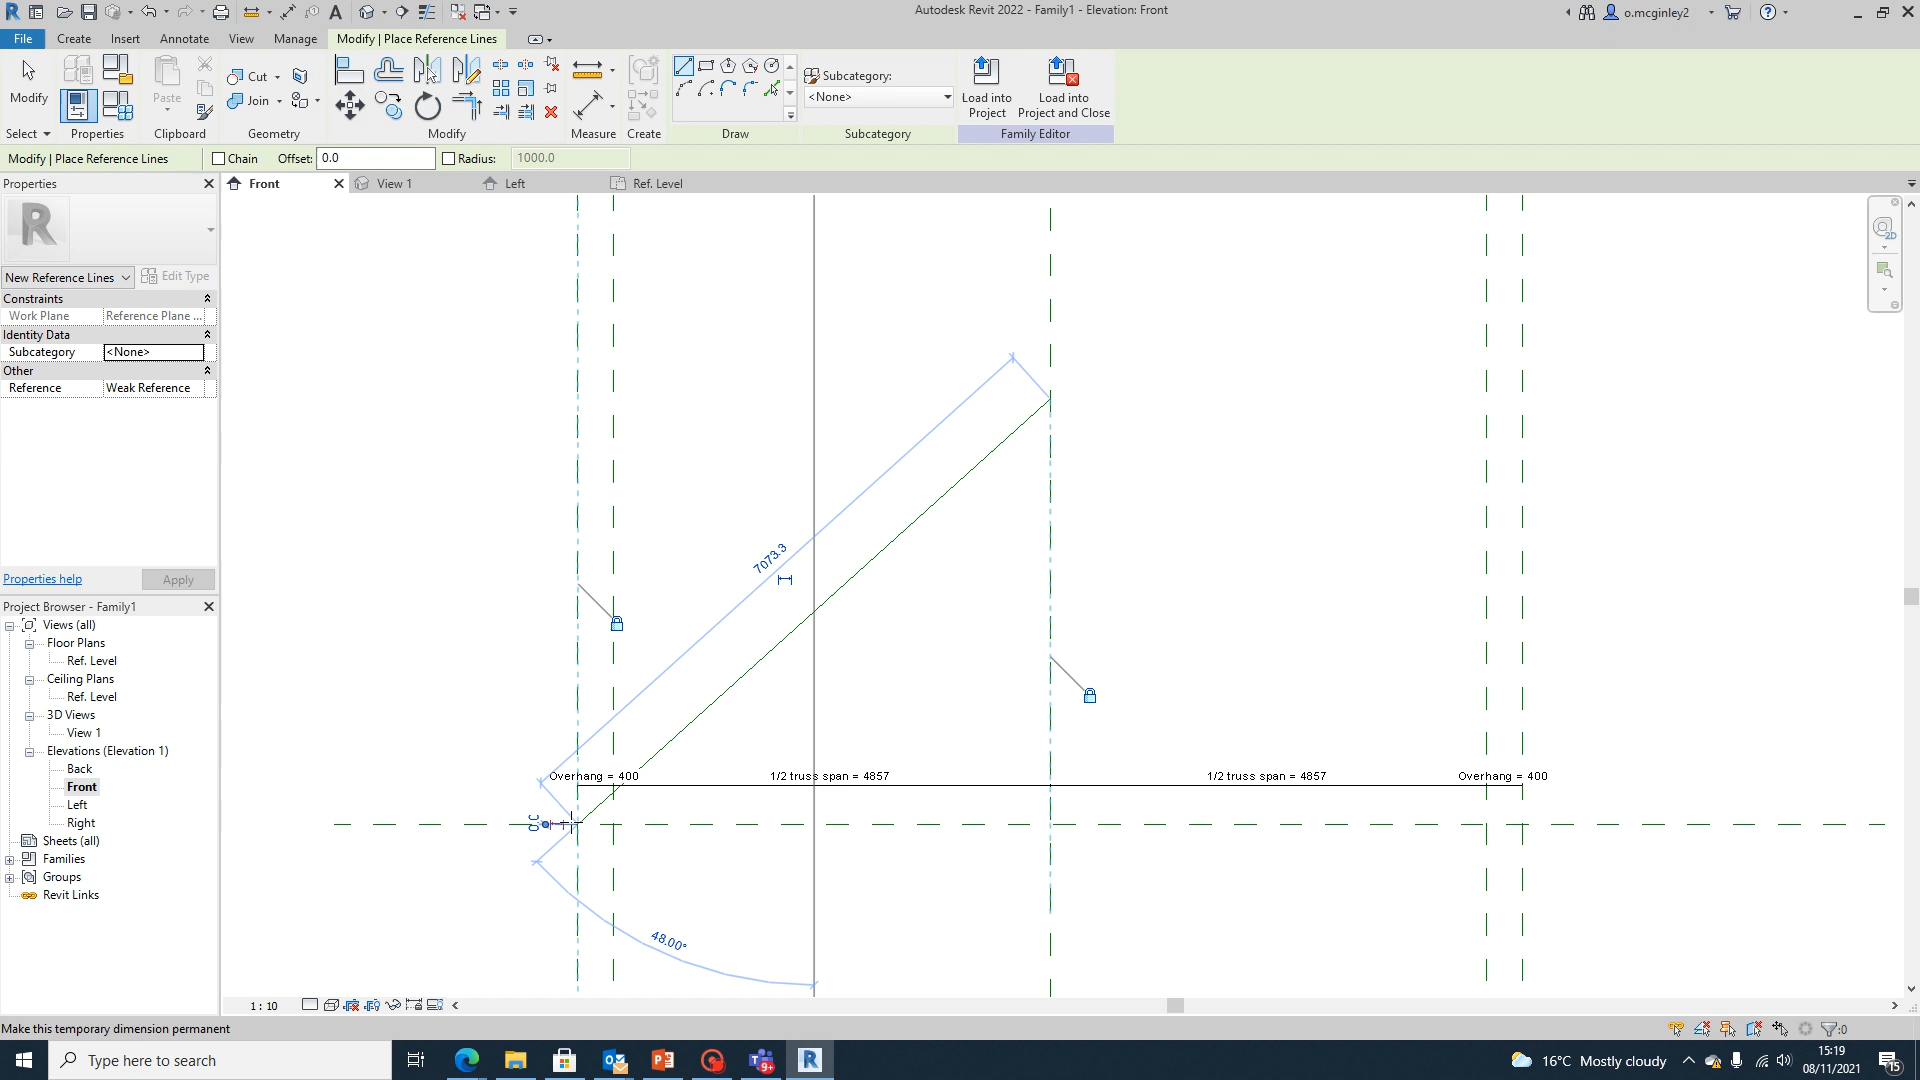 Autodesk Revit 2022 - Family1 - Elevation: Front
o.mcginley2
File Create Insert Annotate View Manage Modify | Place Reference Lines
Modify
Paste
Cut
Join
Subcategory:
<None>
Load into
Project
Load into
Project and Close
Select Properties Clipboard Geometry Modify Measure Create Draw Subcategory Family Editor
Modify | Place Reference Lines Chain Offset: 0.0 Radius: 1000.0
Properties
Front View 1 Left Ref. Level
R
2D
New Reference Lines Edit Type
Constraints
Work Plane Reference Plane ...
Identity Data
Subcategory <None>
Other
Reference Weak Reference
Properties help Apply
Project Browser - Family1
Views (all)
Floor Plans
Ref. Level
Ceiling Plans
Ref. Level
3D Views
View 1
Elevations (Elevation 1)
Back
Front
Left
Right
Sheets (all)
Families
Groups
Revit Links
7073.3
Overhang = 400 1/2 truss span = 4857 1/2 truss span = 4857 Overhang = 400
48.00°
1 : 10
Make this temporary dimension permanent
:0
Type here to search
9+
16°C Mostly cloudy
15:19
08/11/2021
15